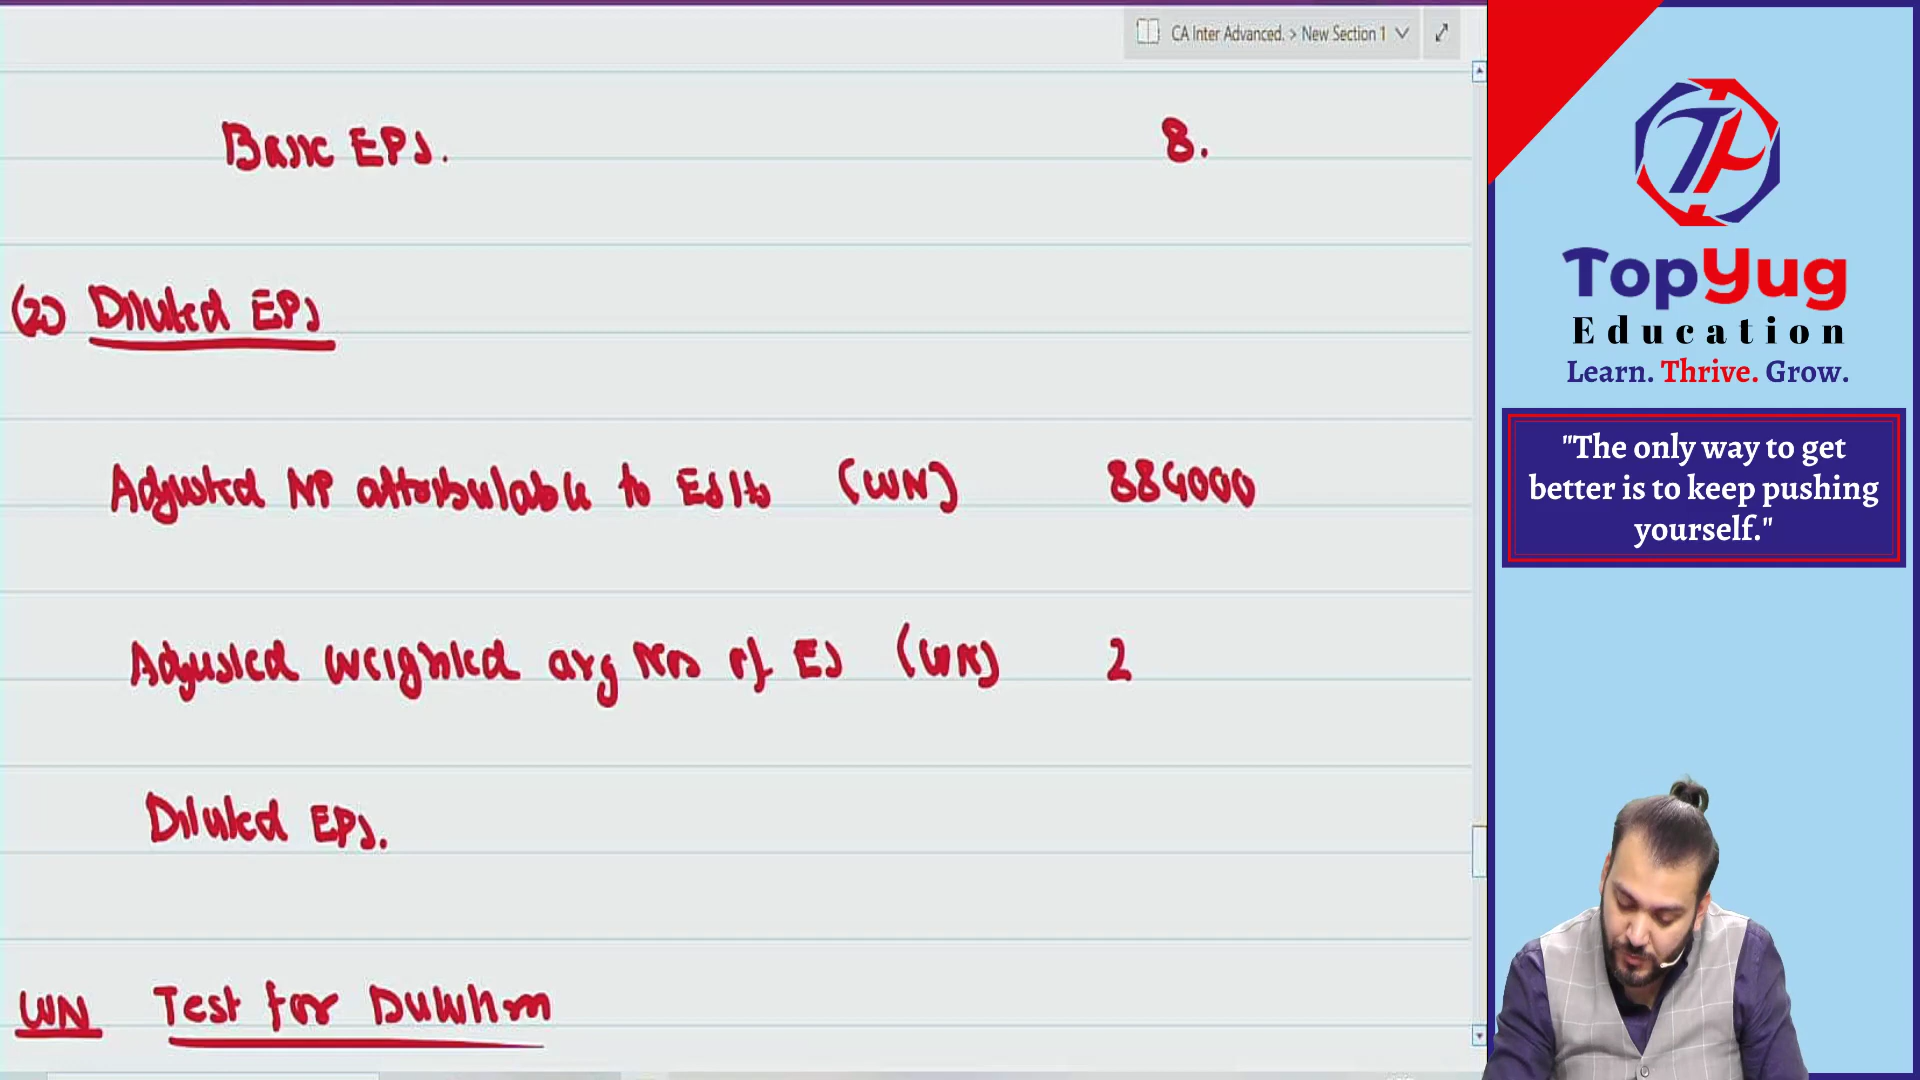 CA Inter Advanced. > New Section 1
Basic EPS. 8.
(2) Diluted EPS
Adjusted NP attributable to ESHs (WN) 884000
Adjusted weighted avg Nos of ES (WN) 2
Diluted EPS.
WN Test for Dilution
TopYug
Education
Learn. Thrive. Grow.
"The only way to get
better is to keep pushing
yourself."